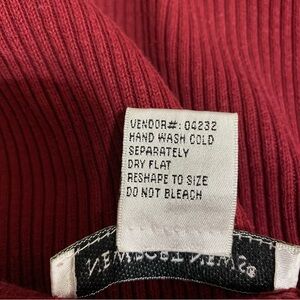 VENDOR#: 04232
HAND WASH COLD
SEPARATELY
DRY FLAT
RESHAPE TO SIZE
DO NOT BLEACH